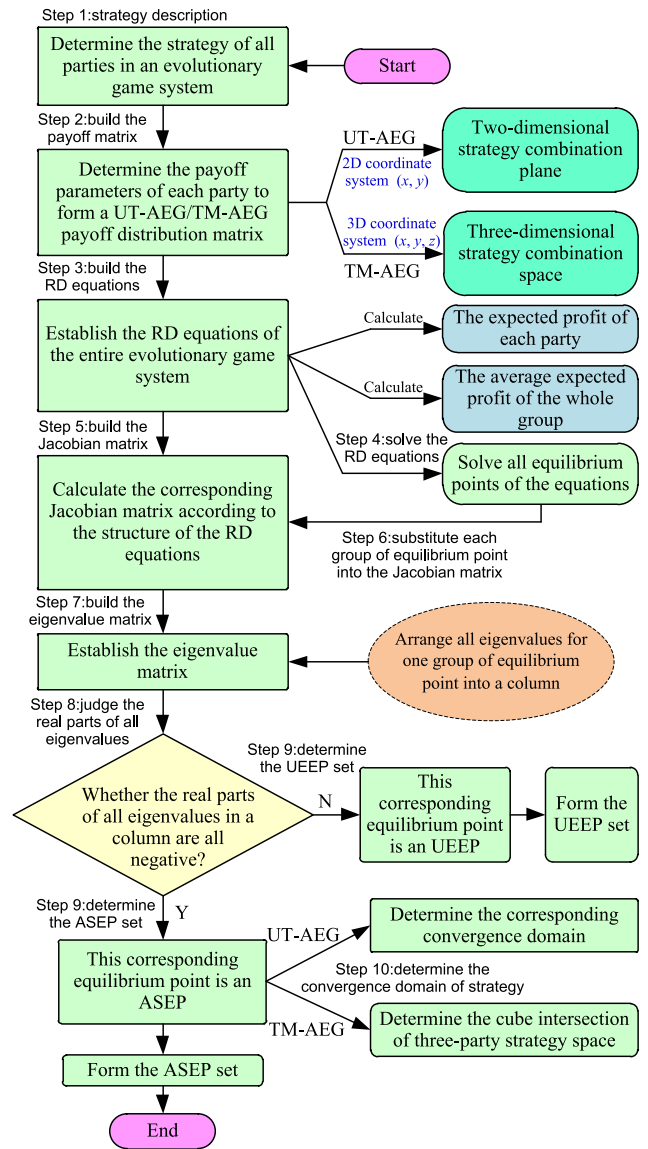 Step 1:strategy description
Determine the strategy of all
parties in an evolutionary
game system
Start
Step 2:build the
payoff matrix
Determine the payoff
parameters of each party to
form a UT-AEG/TM-AEG
payoff distribution matrix
UT-AEG
2D coordinate
system (x, y)
Two-dimensional
strategy combination
plane
3D coordinate
system (x, y, z)
TM-AEG
Three-dimensional
strategy combination
space
Step 3:build the
RD equations
Establish the RD equations of
the entire evolutionary game
system
Calculate
The expected profit of
each party
Calculate
The average expected
profit of the whole
group
Step 4:solve the
RD equations
Solve all equilibrium
points of the equations
Step 5:build the
Jacobian matrix
Calculate the corresponding
Jacobian matrix according to
the structure of the RD
equations
Step 6:substitute each
group of equilibrium point
into the Jacobian matrix
Step 7:build the
eigenvalue matrix
Establish the eigenvalue
matrix
Arrange all eigenvalues for
one group of equilibrium
point into a column
Step 8:judge the
real parts of all
eigenvalues
Whether the real parts
of all eigenvalues in a
column are all
negative?
Step 9:determine
the UEEP set
N
This
corresponding
equilibrium point
is an UEEP
Form the
UEEP set
Step 9:determine
the ASEP set
Y
This corresponding
equilibrium point is an
ASEP
UT-AEG
Determine the corresponding
convergence domain
Step 10:determine the
convergence domain of strategy
TM-AEG
Determine the cube intersection
of three-party strategy space
Form the ASEP set
End